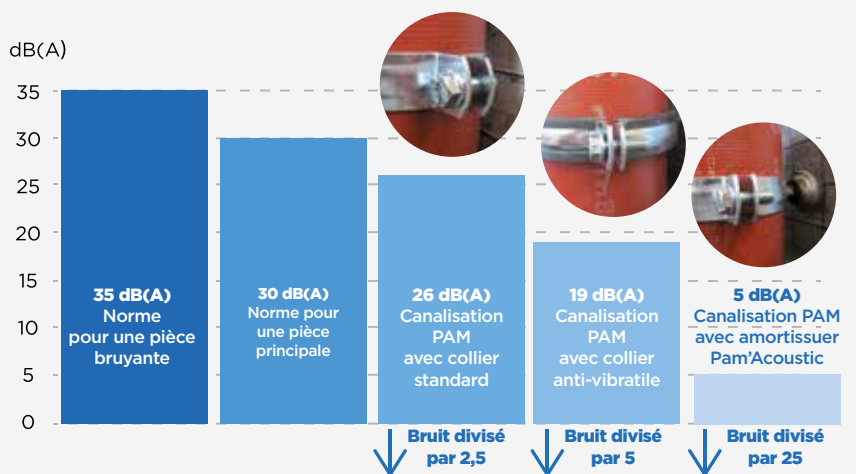 dB(A)
35
30
25
20
15
10
5
0
35 dB(A)
Norme
pour une pièce
bruyante
30 dB(A)
Norme pour
une pièce
principale
26 dB(A)
Canalisation
PAM
avec collier
standard
19 dB(A)
Canalisation
PAM
avec collier
anti-vibratile
5 dB(A)
Canalisation PAM
avec amortissuer
Pam'Acoustic
Bruit divisé
par 2,5
Bruit divisé
par 5
Bruit divisé
par 25